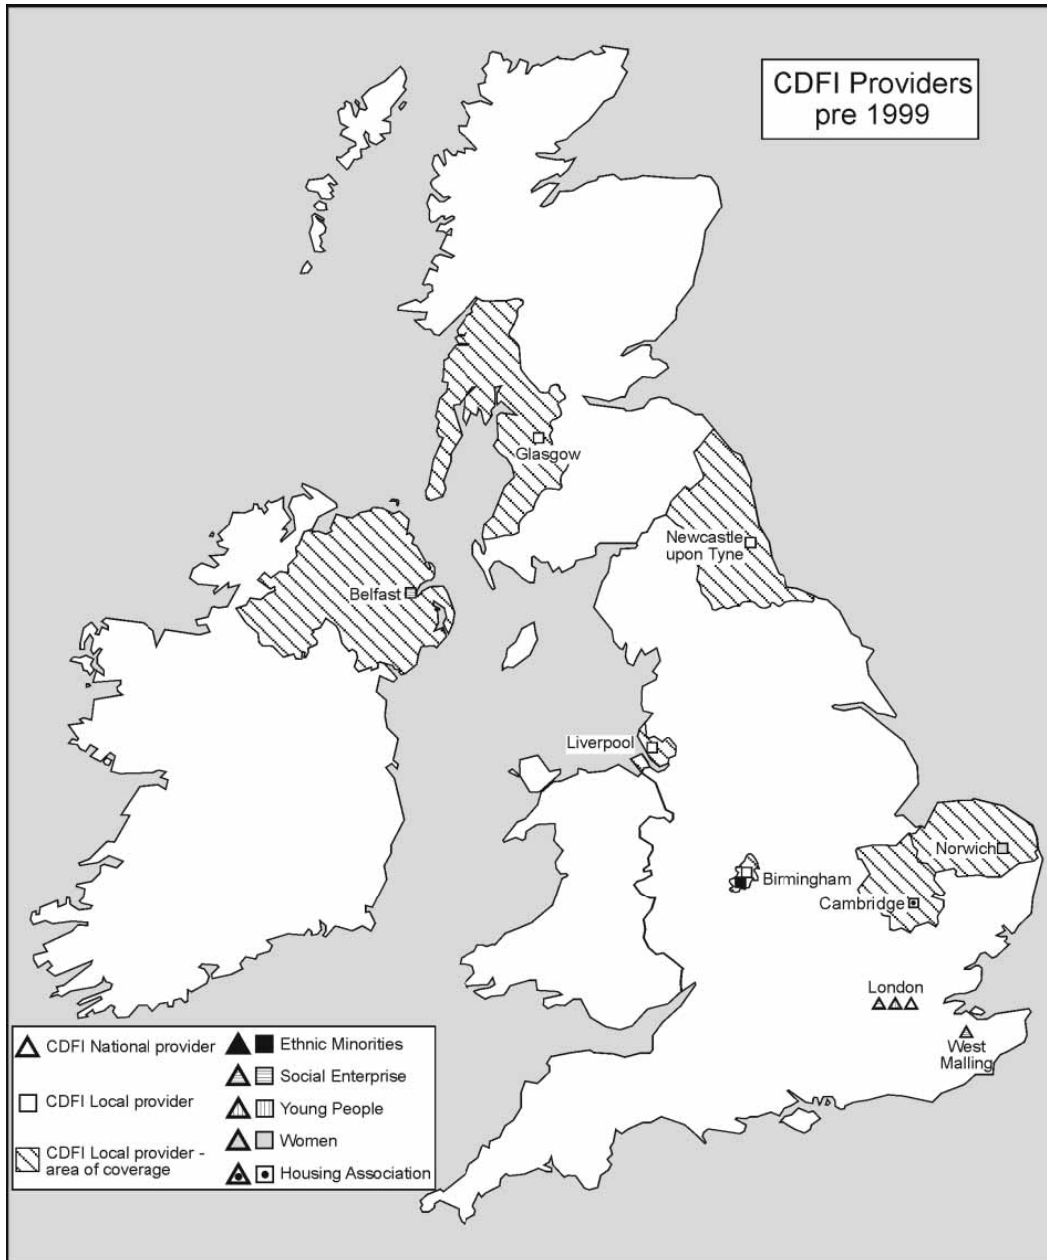 CDFI Providers
pre 1999
Glasgow
Newcastle
upon Tyne
Belfast
Liverpool
Norwich
Birmingham
Cambridge
London
West
Malling
CDFI National provider
CDFI Local provider
CDFI Local provider -
area of coverage
Ethnic Minorities
Social Enterprise
Young People
Women
Housing Association